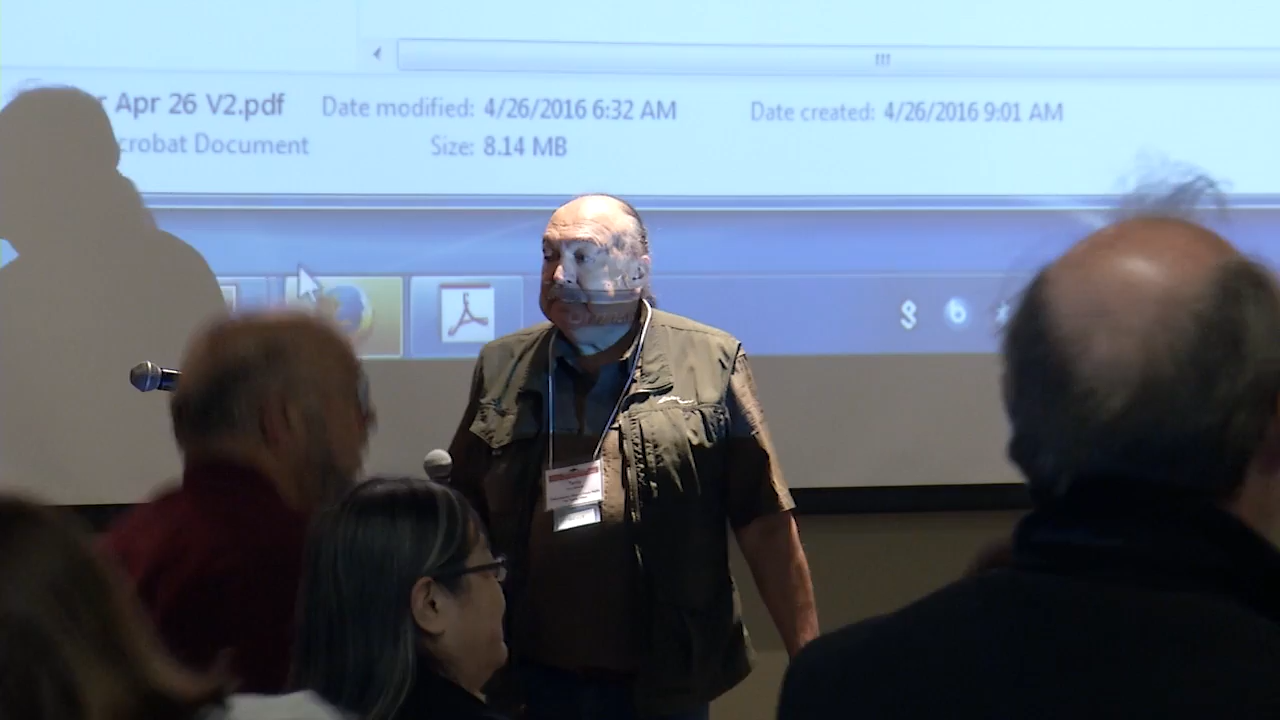 r Apr 26 V2.pdf Date modified: 4/26/2016 6:32 AM Date created: 4/26/2016 9:01 AM
crobat Document Size: 8.14 MB